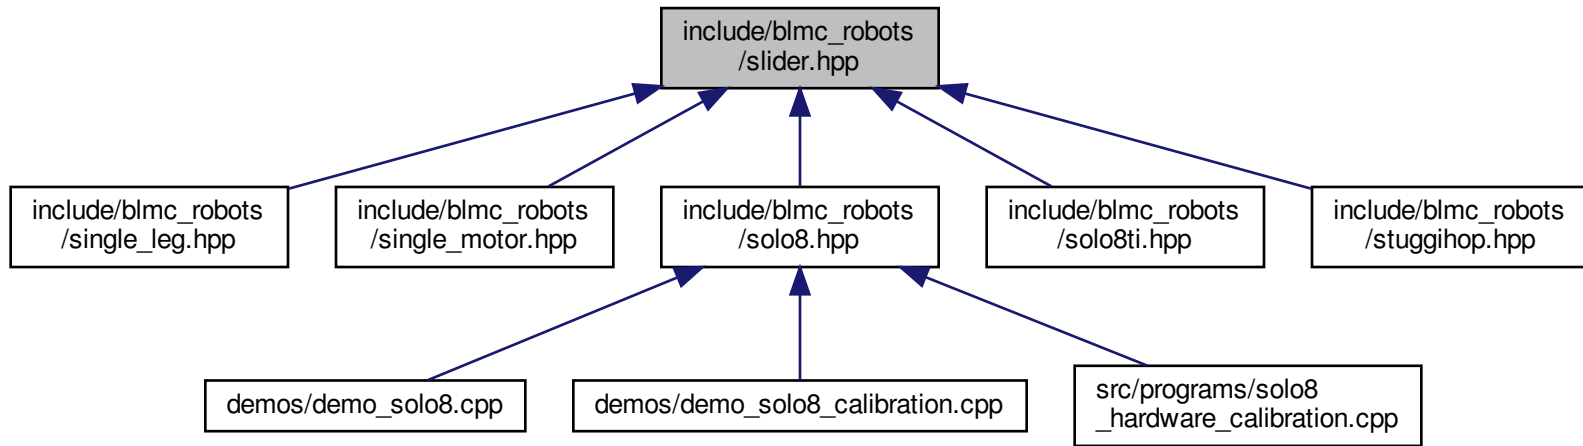 include/blmc_robots
/slider.hpp
include/blmc_robots
/single_leg.hpp
include/blmc_robots
/single_motor.hpp
include/blmc_robots
/solo8.hpp
include/blmc_robots
/solo8ti.hpp
include/blmc_robots
/stuggihop.hpp
demos/demo_solo8.cpp
demos/demo_solo8_calibration.cpp
src/programs/solo8
_hardware_calibration.cpp